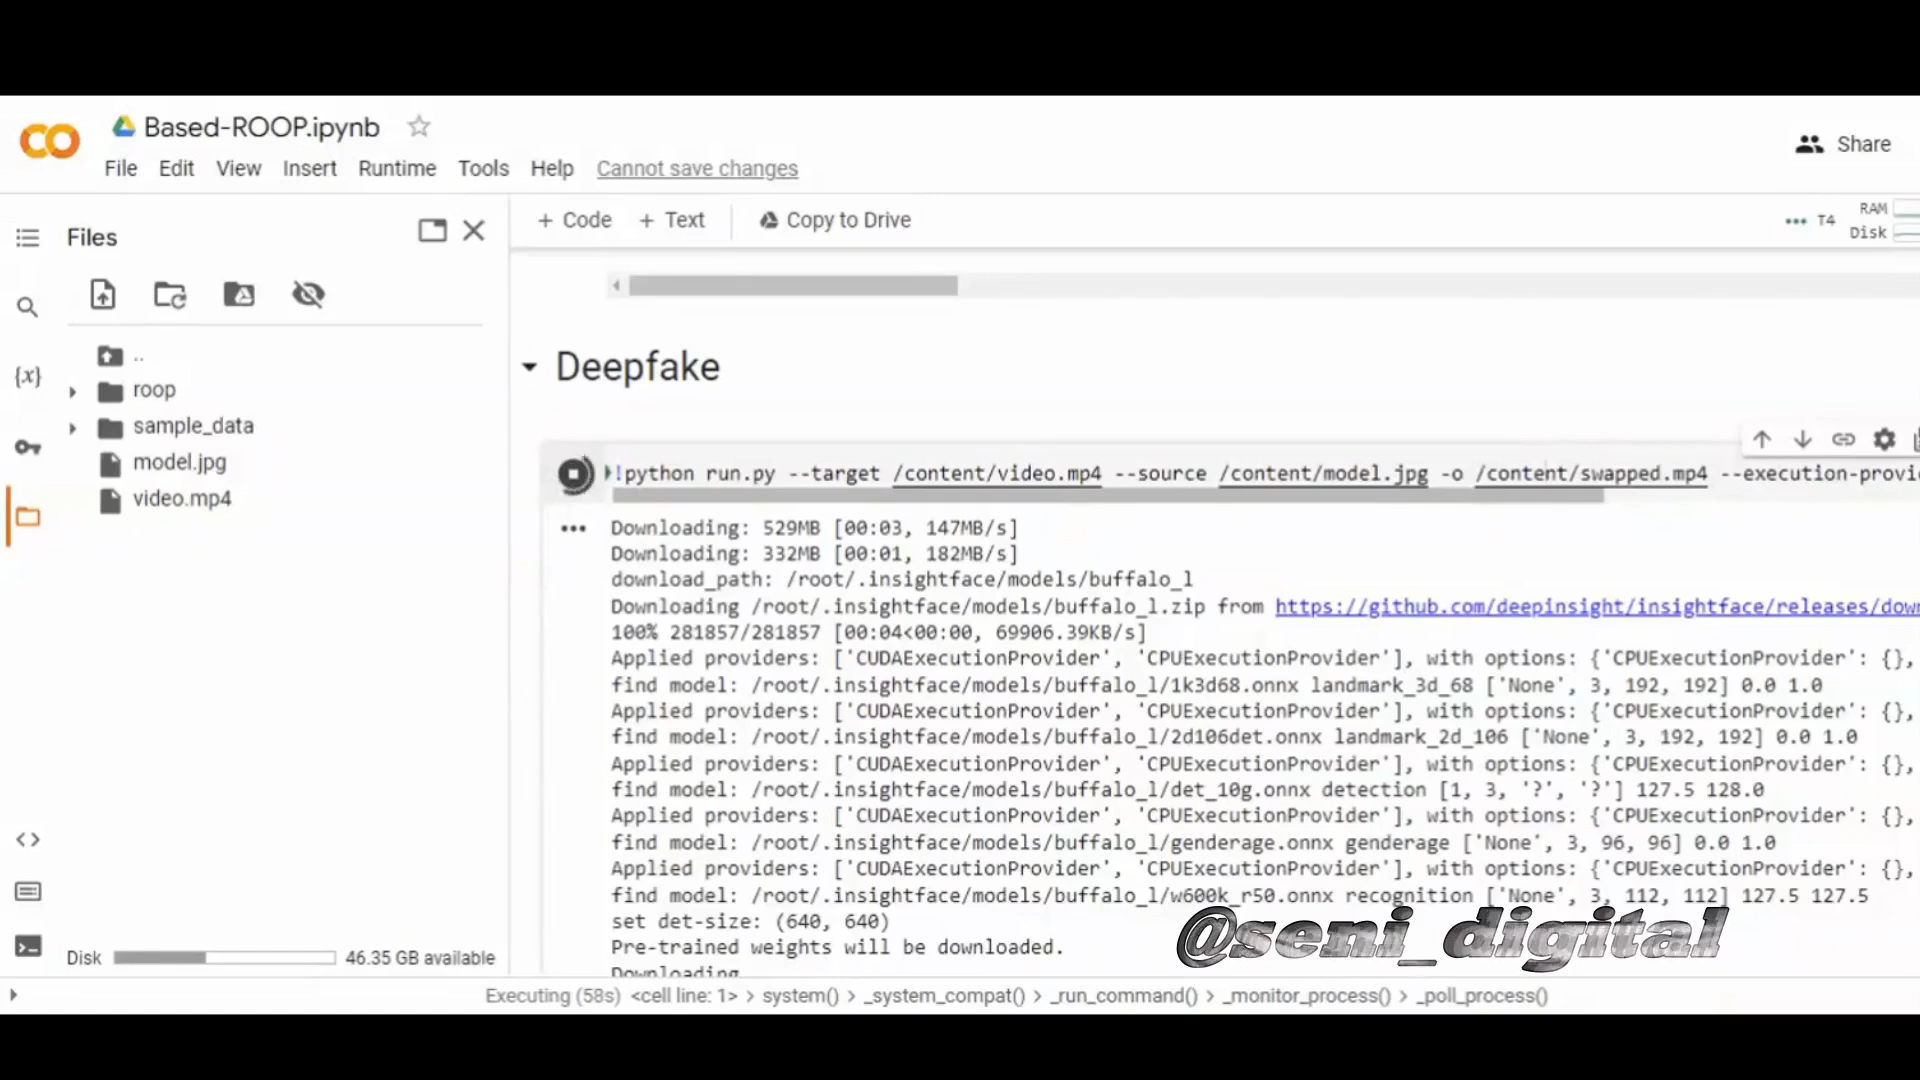 Based-ROOP.ipynb
File Edit View Insert Runtime Tools Help Cannot save changes
Share
Files
+ Code + Text Copy to Drive
T4 RAM
Disk
{x}
..
roop
sample_data
model.jpg
video.mp4
Deepfake
!python run.py --target /content/video.mp4 --source /content/model.jpg -o /content/swapped.mp4 --execution-provi
Downloading: 529MB [00:03, 147MB/s]
Downloading: 332MB [00:01, 182MB/s]
download_path: /root/.insightface/models/buffalo_l
Downloading /root/.insightface/models/buffalo_l.zip from https://github.com/deepinsight/insightface/releases/dow
100% 281857/281857 [00:04<00:00, 69906.39KB/s]
Applied providers: ['CUDAExecutionProvider', 'CPUExecutionProvider'], with options: {'CPUExecutionProvider': {},
find model: /root/.insightface/models/buffalo_l/1k3d68.onnx landmark_3d_68 ['None', 3, 192, 192] 0.0 1.0
Applied providers: ['CUDAExecutionProvider', 'CPUExecutionProvider'], with options: {'CPUExecutionProvider': {},
find model: /root/.insightface/models/buffalo_l/2d106det.onnx landmark_2d_106 ['None', 3, 192, 192] 0.0 1.0
Applied providers: ['CUDAExecutionProvider', 'CPUExecutionProvider'], with options: {'CPUExecutionProvider': {},
find model: /root/.insightface/models/buffalo_l/det_10g.onnx detection [1, 3, '?', '?'] 127.5 128.0
Applied providers: ['CUDAExecutionProvider', 'CPUExecutionProvider'], with options: {'CPUExecutionProvider': {},
find model: /root/.insightface/models/buffalo_l/genderage.onnx genderage ['None', 3, 96, 96] 0.0 1.0
Applied providers: ['CUDAExecutionProvider', 'CPUExecutionProvider'], with options: {'CPUExecutionProvider': {},
find model: /root/.insightface/models/buffalo_l/w600k_r50.onnx recognition ['None', 3, 112, 112] 127.5 127.5
set det-size: (640, 640)
Pre-trained weights will be downloaded.
Downloading
@seni_digital
Disk 46.35 GB available
Executing (58s) <cell line: 1> > system() > _system_compat() > _run_command() > _monitor_process() > _poll_process()